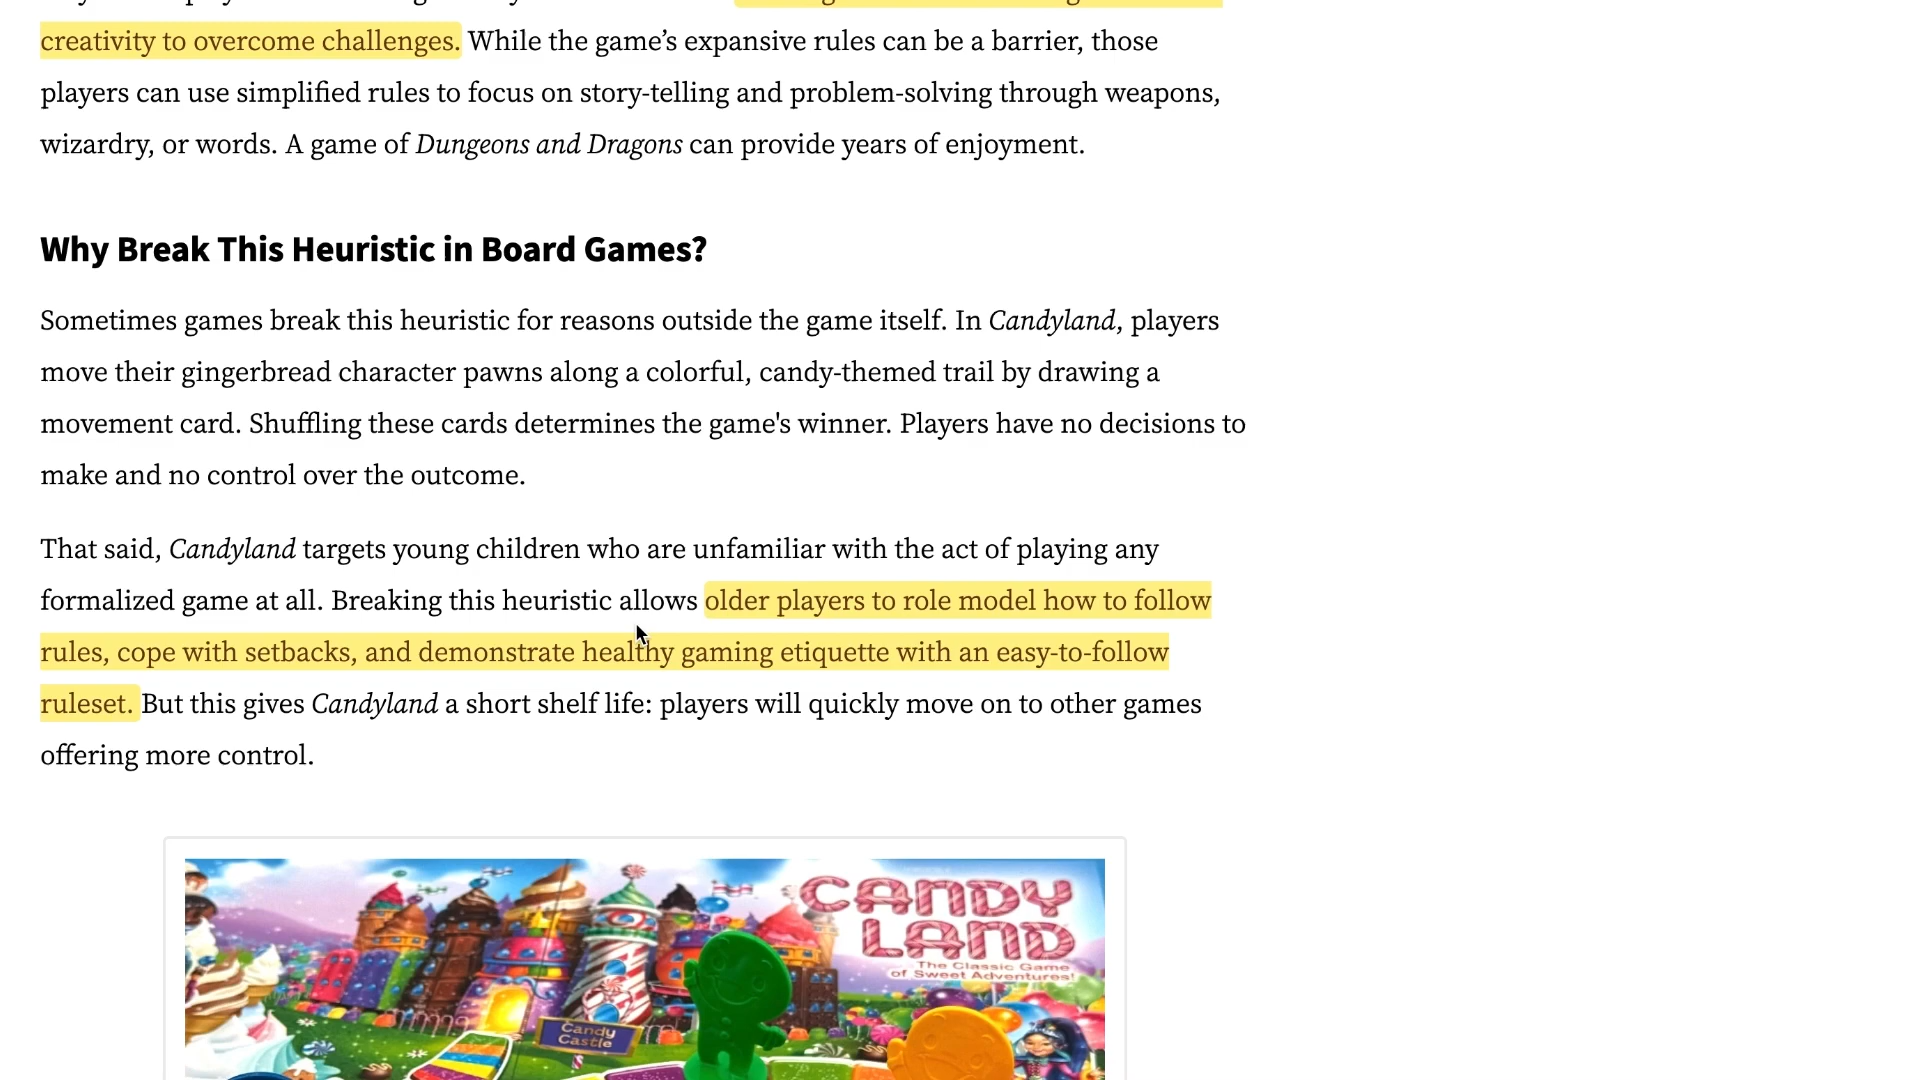 creativity to overcome challenges. While the game’s expansive rules can be a barrier, those
players can use simplified rules to focus on story-telling and problem-solving through weapons,
wizardry, or words. A game of Dungeons and Dragons can provide years of enjoyment.
Why Break This Heuristic in Board Games?
Sometimes games break this heuristic for reasons outside the game itself. In Candyland, players
move their gingerbread character pawns along a colorful, candy-themed trail by drawing a
movement card. Shuffling these cards determines the game's winner. Players have no decisions to
make and no control over the outcome.
That said, Candyland targets young children who are unfamiliar with the act of playing any
formalized game at all. Breaking this heuristic allows older players to role model how to follow
rules, cope with setbacks, and demonstrate healthy gaming etiquette with an easy-to-follow
ruleset. But this gives Candyland a short shelf life: players will quickly move on to other games
offering more control.
CANDY
LAND
The Classic Game
of Sweet Adventures!
Candy
Castle